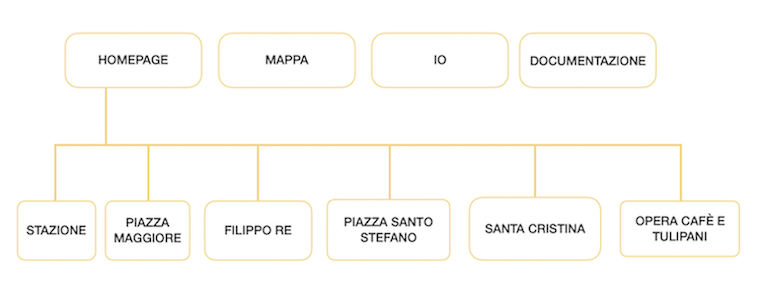 HOMEPAGE
MAPPA
IO
DOCUMENTAZIONE
STAZIONE
PIAZZA
MAGGIORE
FILIPPO RE
PIAZZA SANTO
STEFANO
SANTA CRISTINA
OPERA CAFÈ E
TULIPANI